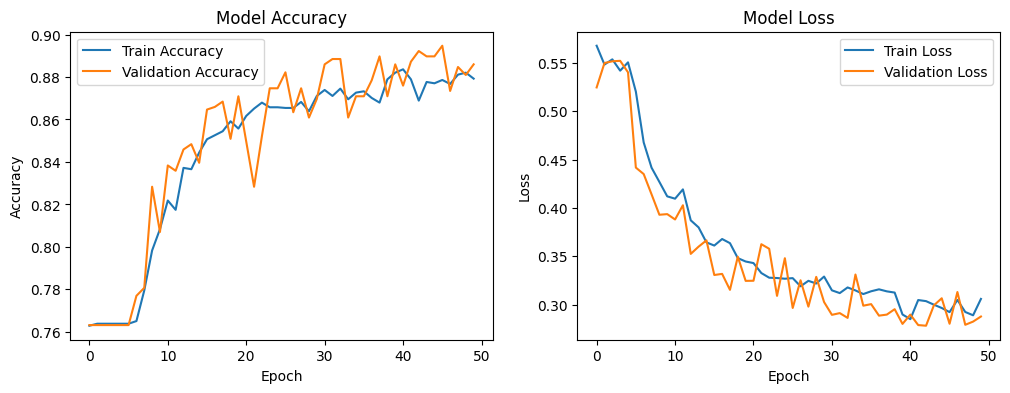 Model Accuracy
Train Accuracy
Validation Accuracy
Accuracy
0.90
0.88
0.86
0.84
0.82
0.80
0.78
0.76
0 10 20 30 40 50
Epoch
Model Loss
Train Loss
Validation Loss
Loss
0.55
0.50
0.45
0.40
0.35
0.30
0 10 20 30 40 50
Epoch